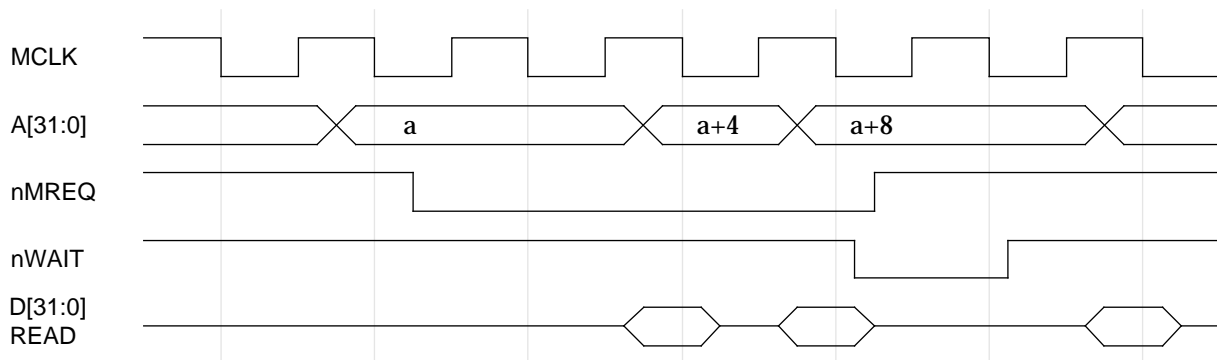 MCLK
A[31:0]
a
a+4
a+8
nMREQ
nWAIT
D[31:0]
READ